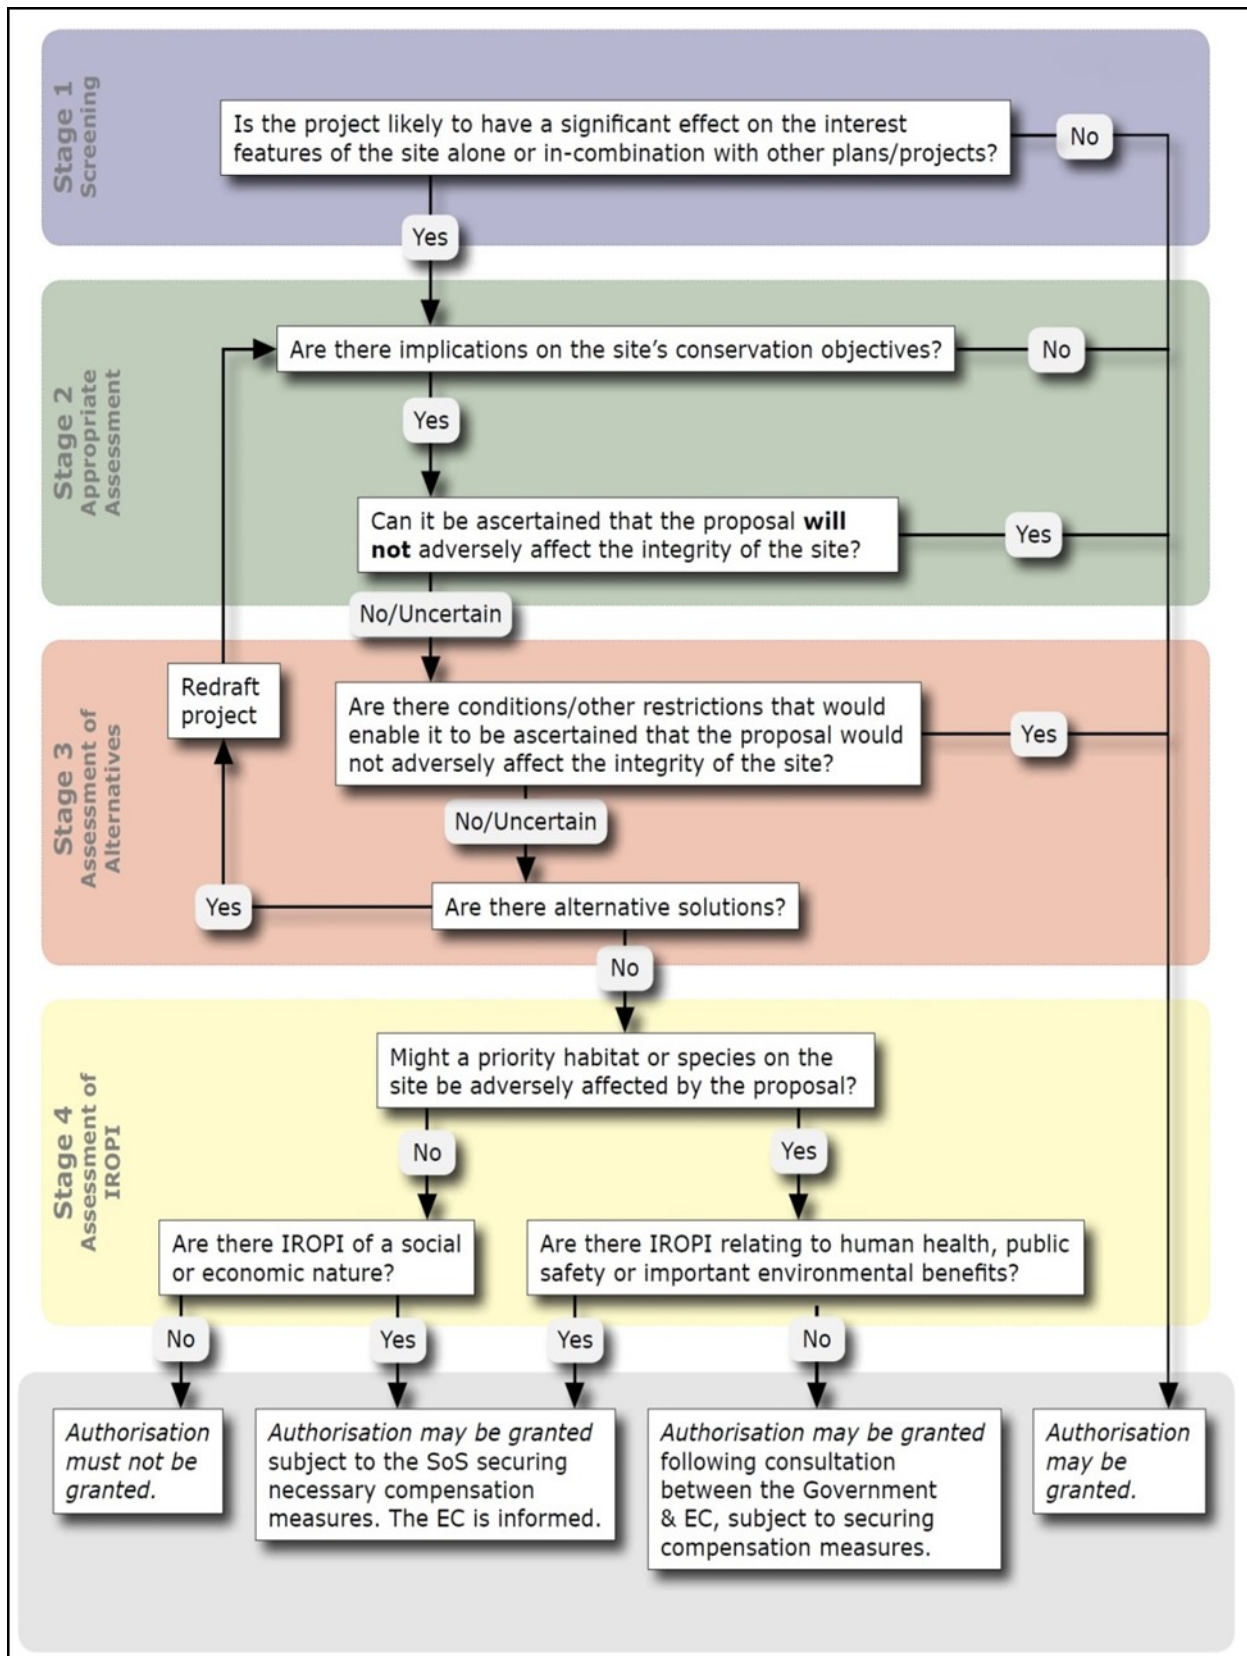 Stage 1
Screening
Is the project likely to have a significant effect on the interest
features of the site alone or in-combination with other plans/projects?
No
Yes
Stage 2
Appropriate
Assessment
Are there implications on the site's conservation objectives?
No
Yes
Can it be ascertained that the proposal will
not adversely affect the integrity of the site?
Yes
No/Uncertain
Stage 3
Assessment of
Alternatives
Redraft
project
Are there conditions/other restrictions that would
enable it to be ascertained that the proposal would
not adversely affect the integrity of the site?
Yes
No/Uncertain
Are there alternative solutions?
Yes
No
Stage 4
Assessment of
IROPI
Might a priority habitat or species on the
site be adversely affected by the proposal?
No
Yes
Are there IROPI of a social
or economic nature?
Are there IROPI relating to human health, public
safety or important environmental benefits?
No
Yes
Yes
No
Authorisation
must not be
granted.
Authorisation may be granted
subject to the SoS securing
necessary compensation
measures. The EC is informed.
Authorisation may be granted
following consultation
between the Government
& EC, subject to securing
compensation measures.
Authorisation
may be
granted.